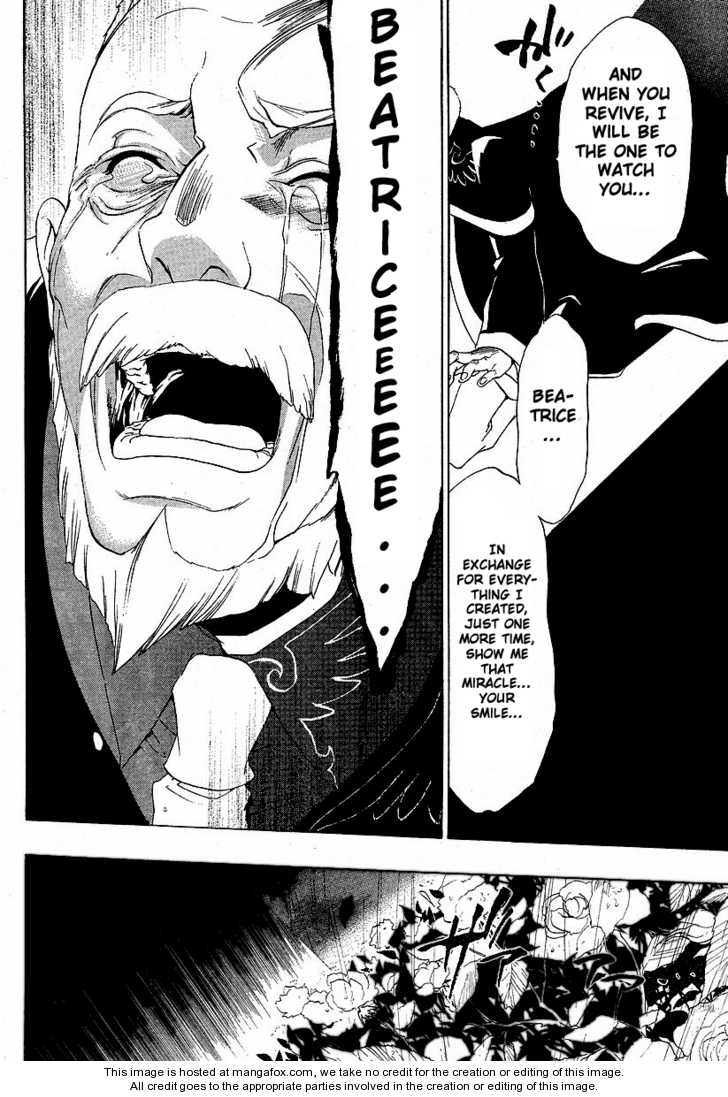 AND
WHEN YOU
REVIVE, I
WILL BE
THE ONE TO
WATCH
YOU...
BEA-
TRICE
...
IN
EXCHANGE
FOR EVERY-
THING I
CREATED,
JUST ONE
MORE TIME,
SHOW ME
THAT
MIRACLE...
YOUR
SMILE...
BEATRICEEEEE...
This image is hosted at mangafox.com, we take no credit for the creation or editing of this image.
All credit goes to the appropriate parties involved in the creation or editing of this image.